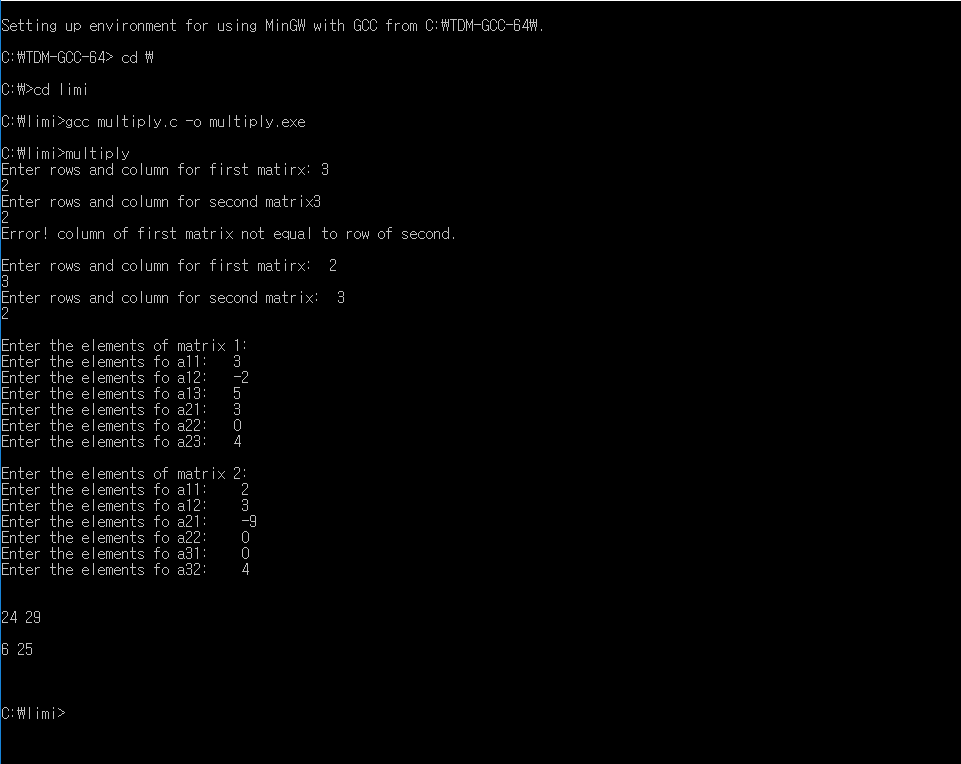 Setting up environment for using MinGW with GCC from C:₩TDM-GCC-64₩.
C:₩TDM-GCC-64> cd ₩
C:₩>cd limi
C:₩limi>gcc multiply.c -o multiply.exe
C:₩limi>multiply
Enter rows and column for first matirx: 3
2
Enter rows and column for second matrix3
2
Error! column of first matrix not equal to row of second.
Enter rows and column for first matirx:  2
3
Enter rows and column for second matrix:  3
2
Enter the elements of matrix 1:
Enter the elements fo a11:   3
Enter the elements fo a12:   -2
Enter the elements fo a13:   5
Enter the elements fo a21:   3
Enter the elements fo a22:   0
Enter the elements fo a23:   4
Enter the elements of matrix 2:
Enter the elements fo a11:    2
Enter the elements fo a12:    3
Enter the elements fo a21:    -9
Enter the elements fo a22:    0
Enter the elements fo a31:    0
Enter the elements fo a32:    4
24 29
6 25
C:₩limi>